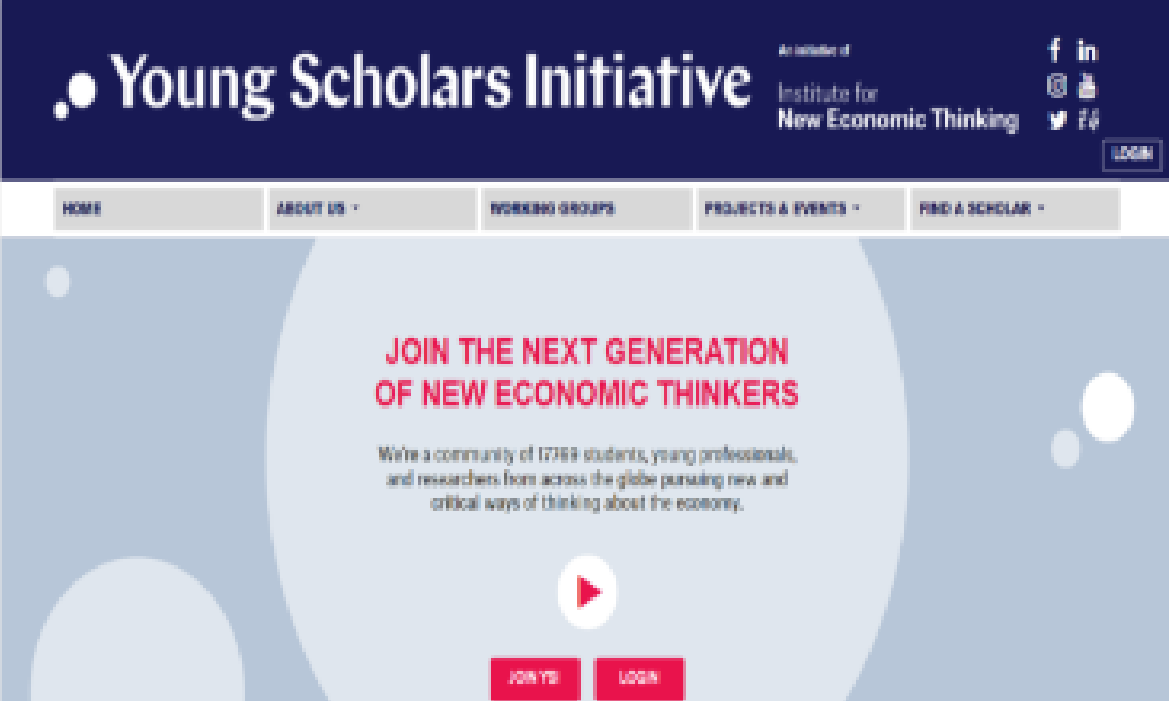 Young Scholars Initiative
An initiative of
Institute for
New Economic Thinking
LOGIN
HOME
ABOUT US
WORKING GROUPS
PROJECTS & EVENTS
FIND A SCHOLAR
JOIN THE NEXT GENERATION
OF NEW ECONOMIC THINKERS
We're a community of 17769 students, young professionals,
and researchers from across the globe pursuing new and
critical ways of thinking about the economy.
JOIN YSI
LOGIN